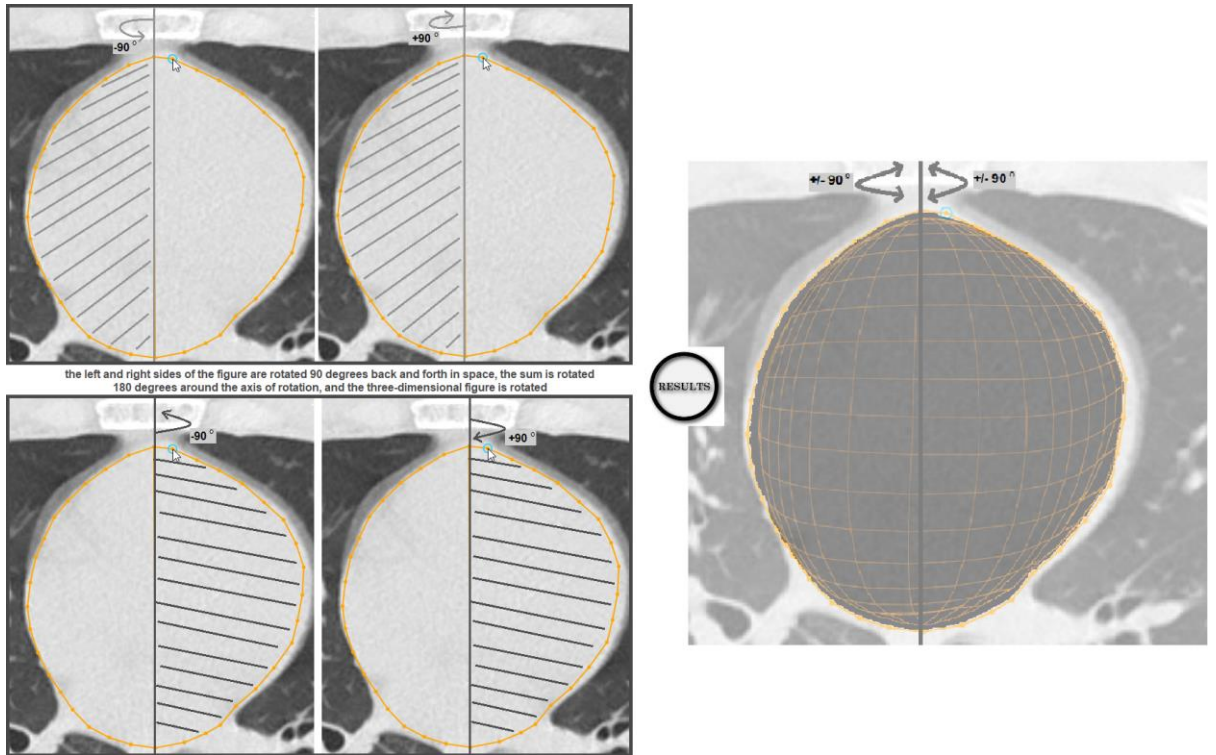 -90 °
+90 °
the left and right sides of the figure are rotated 90 degrees back and forth in space, the sum is rotated
180 degrees around the axis of rotation, and the three-dimensional figure is rotated
-90 °
+90 °
RESULTS
+/- 90 °
+/- 90 °